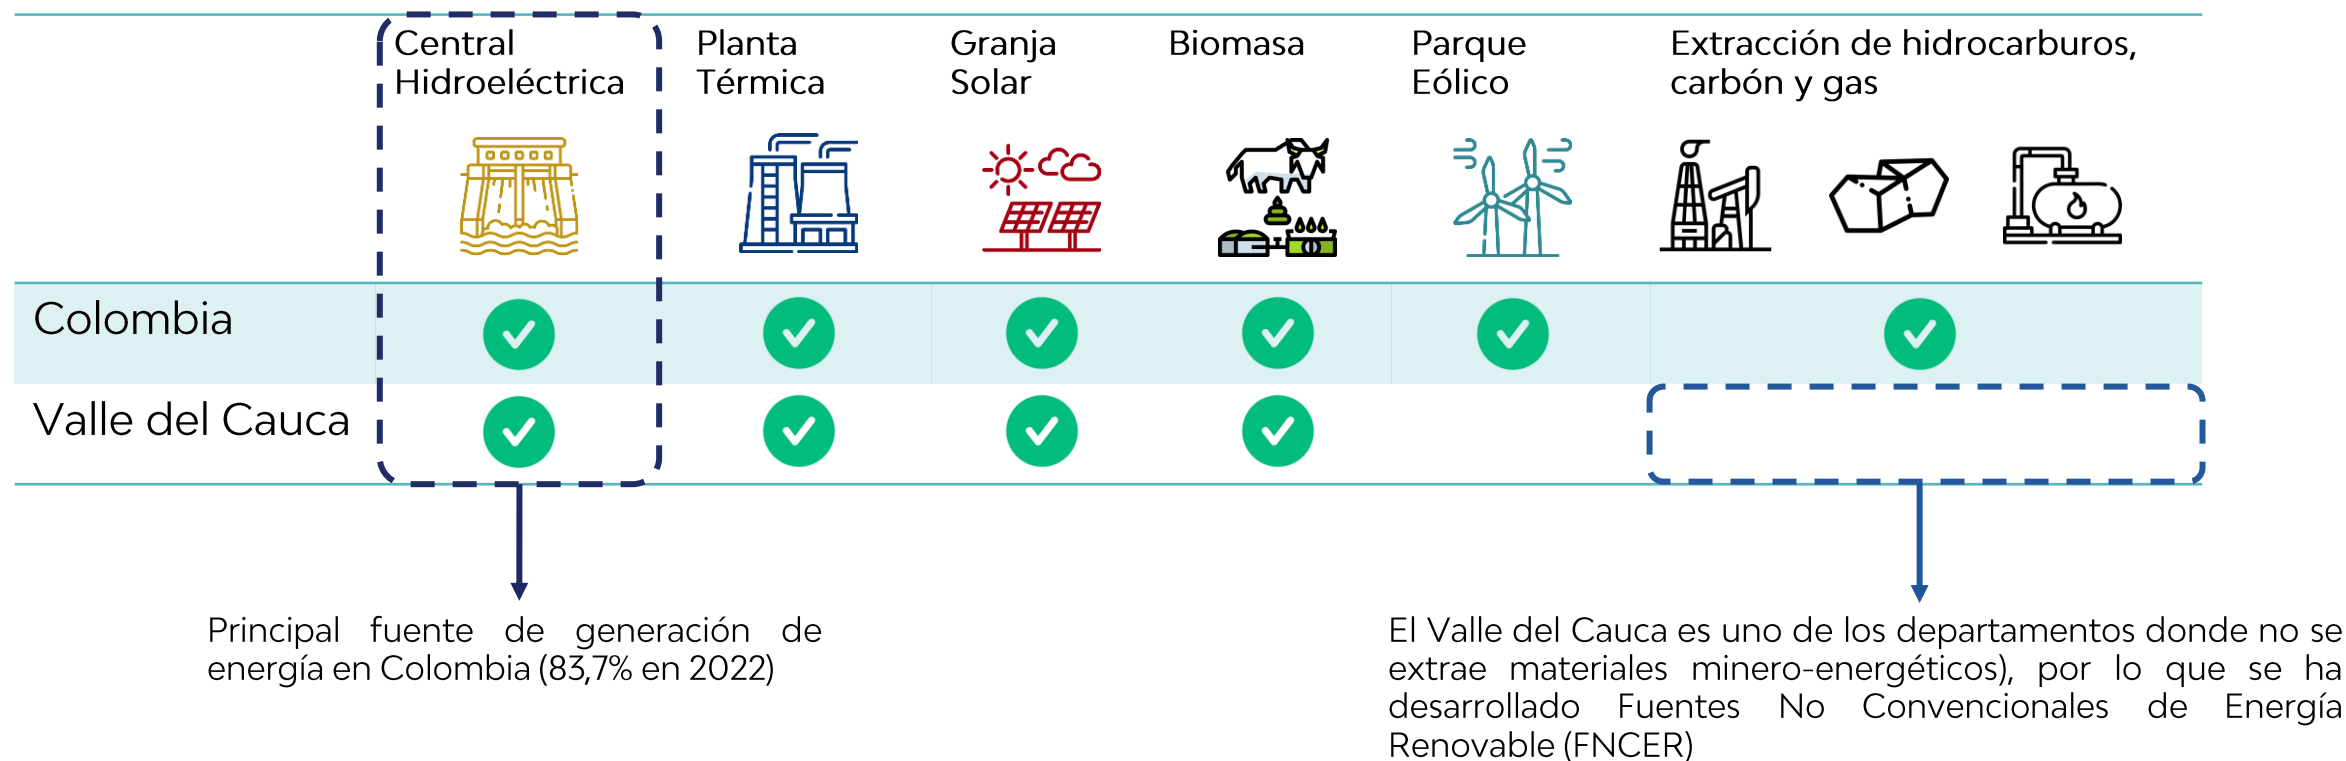 Central
Hidroeléctrica
Planta
Térmica
Granja
Solar
Biomasa
Parque
Eólico
Extracción de hidrocarburos,
carbón y gas
Colombia
Valle del Cauca
Principal fuente de generación de
energía en Colombia (83,7% en 2022)
El Valle del Cauca es uno de los departamentos donde no se
extrae materiales minero-energéticos), por lo que se ha
desarrollado Fuentes No Convencionales de Energía
Renovable (FNCER)